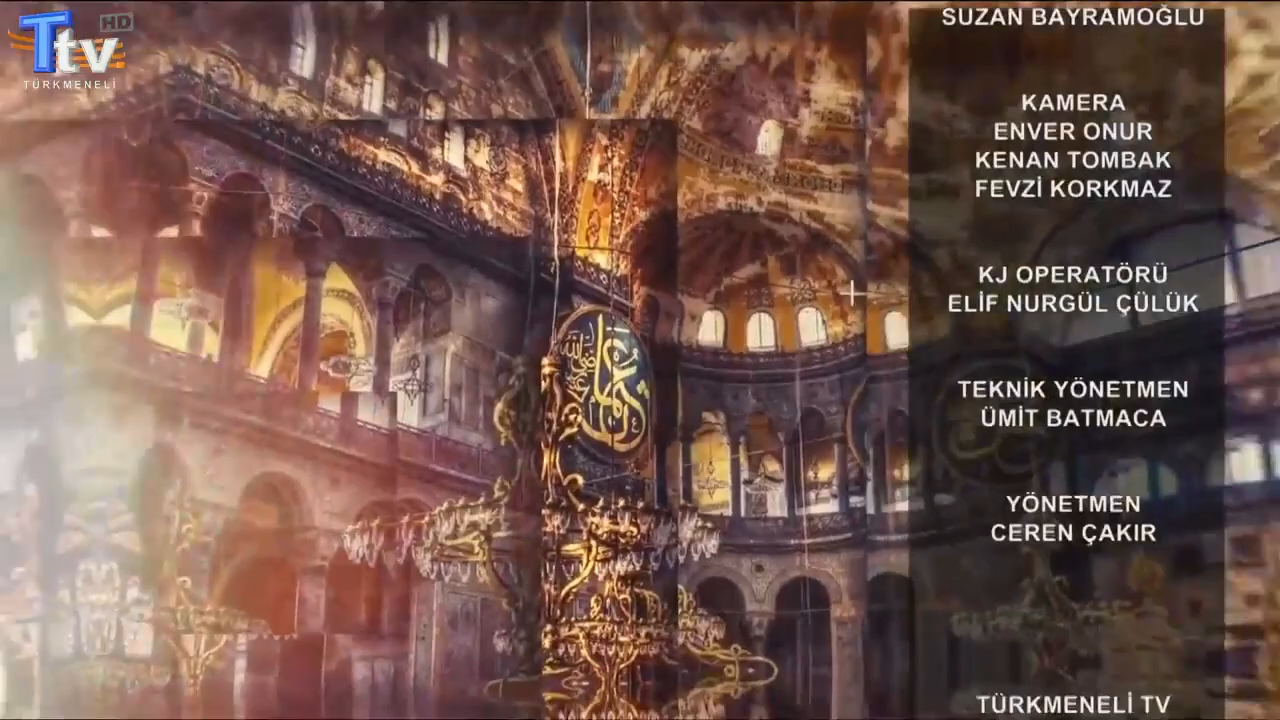 Ttv HD
TÜRKMENELİ
SUZAN BAYRAMOĞLU
KAMERA
ENVER ONUR
KENAN TOMBAK
FEVZİ KORKMAZ
KJ OPERATÖRÜ
ELİF NURGÜL ÇÜLÜK
TEKNİK YÖNETMEN
ÜMİT BATMACA
YÖNETMEN
CEREN ÇAKIR
TÜRKMENELİ TV